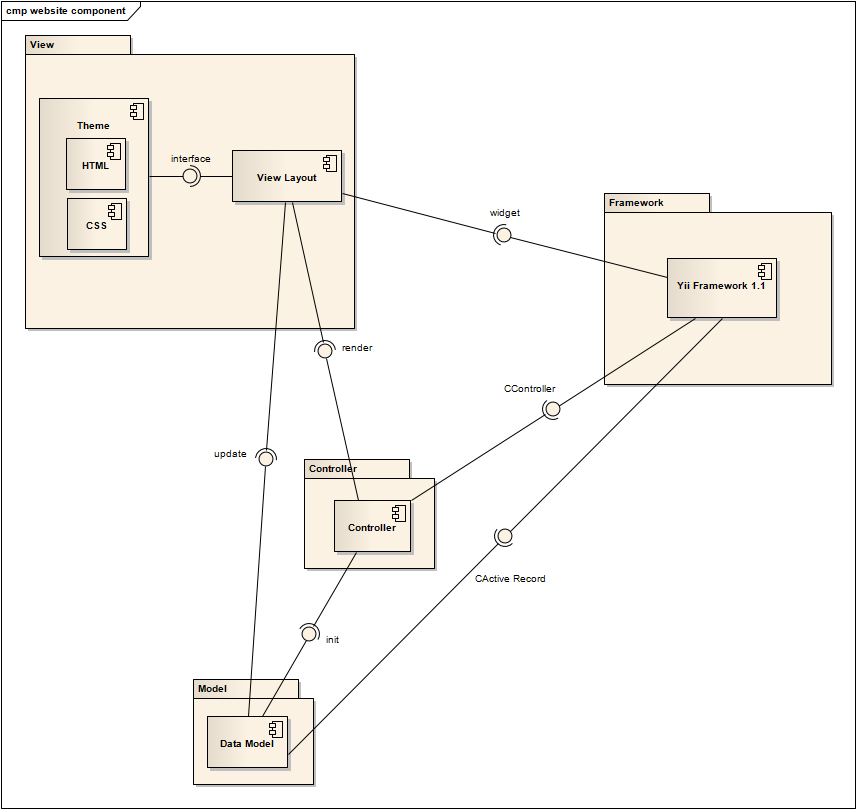 cmp website component
View
Theme
HTML
CSS
interface
View Layout
widget
Framework
Yii Framework 1.1
render
CController
update
Controller
Controller
CActive Record
init
Model
Data Model